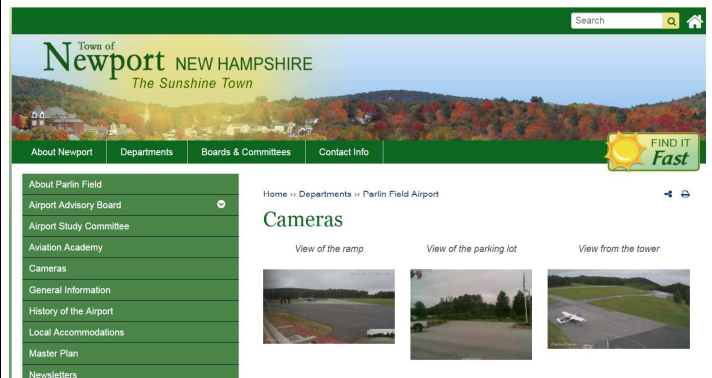 Search
Town of
Newport NEW HAMPSHIRE
The Sunshine Town
About Newport
Departments
Boards & Committees
Contact Info
FIND IT
Fast
About Parlin Field
Airport Advisory Board
Airport Study Committee
Aviation Academy
Cameras
General Information
History of the Airport
Local Accommodations
Master Plan
Newsletters
Home ›› Departments ›› Parlin Field Airport
Cameras
View of the ramp
View of the parking lot
View from the tower
Parlin Field